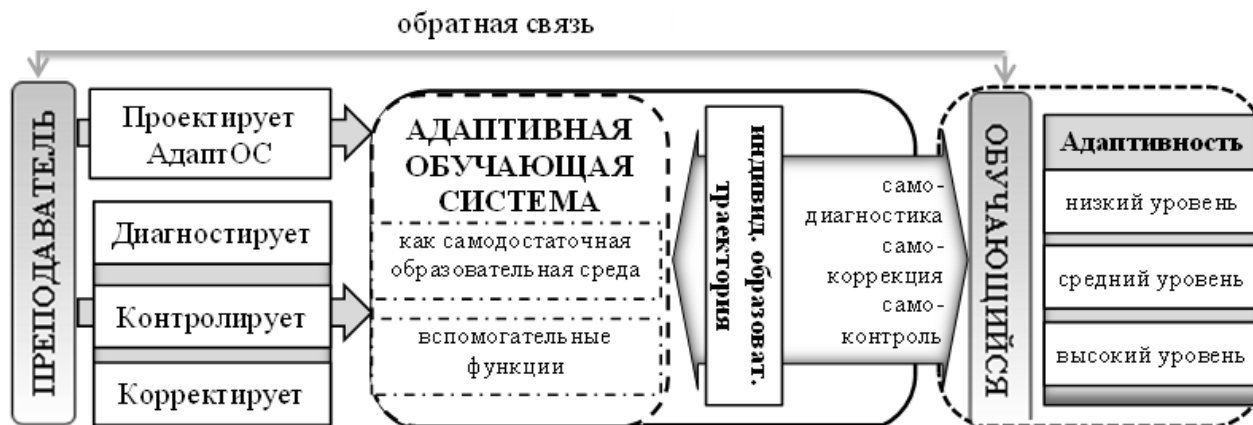 обратная связь
ПРЕПОДАВАТЕЛЬ
Проектирует
АдаптОС
Диагностирует
Контролирует
Корректирует
АДАПТИВНАЯ
ОБУЧАЮЩАЯ
СИСТЕМА
как самодостаточная
образовательная среда
вспомогательные
функции
индивид. образоват.
траектория
само-
диагностика
само-
коррекция
само-
контроль
ОБУЧАЮЩИЙСЯ
Адаптивность
низкий уровень
средний уровень
высокий уровень